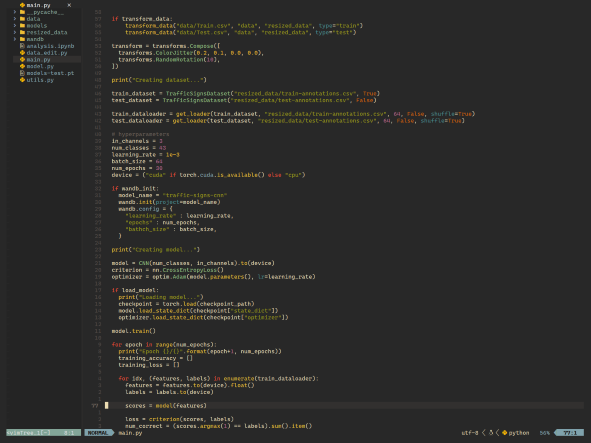 main.py ×
__pycache__
data
models
resized_data
wandb
analysis.ipynb
data_edit.py
main.py
model.py
models-test.pt
utils.py
if transform_data:
transform_data("data/Train.csv", "data", "resized_data", type="train")
transform_data("data/Test.csv", "data", "resized_data", type="test")
transform = transforms.Compose([
transforms.ColorJitter(0.2, 0.1, 0.0, 0.0),
transforms.RandomRotation(10),
])
print("Creating dataset...")
train_dataset = TrafficSignsDataset("resized_data/train-annotations.csv", True)
test_dataset = TrafficSignsDataset("resized_data/test-annotations.csv", False)
train_dataloader = get_loader(train_dataset, "resized_data/train-annotations.csv", 64, False, shuffle=True)
test_dataloader = get_loader(test_dataset, "resized_data/test-annotations.csv", 64, False, shuffle=True)
# hyperparameters
in_channels = 3
num_classes = 43
learning_rate = 1e-3
batch_size = 64
num_epochs = 30
device = ("cuda" if torch.cuda.is_available() else "cpu")
if wandb_init:
model_name = "traffic-signs-cnn"
wandb.init(project=model_name)
wandb.config = {
"learning_rate" : learning_rate,
"epochs" : num_epochs,
"bathch_size" : batch_size,
}
print("Creating model...")
model = CNN(num_classes, in_channels).to(device)
criterion = nn.CrossEntropyLoss()
optimizer = optim.Adam(model.parameters(), lr=learning_rate)
if load_model:
print("Loading model...")
checkpoint = torch.load(checkpoint_path)
model.load_state_dict(checkpoint["state_dict"])
optimizer.load_state_dict(checkpoint["optimizer"])
model.train()
for epoch in range(num_epochs):
print("Epoch {}/{}".format(epoch+1, num_epochs))
training_accuracy = []
training_loss = []
for idx, (features, labels) in enumerate(train_dataloader):
features = features.to(device).float()
labels = labels.to(device)
77 scores = model(features)
loss = criterion(scores, labels)
num_correct = (scores.argmax(1) == labels).sum().item()
NORMAL main.py utf-8 python 50% 77:1